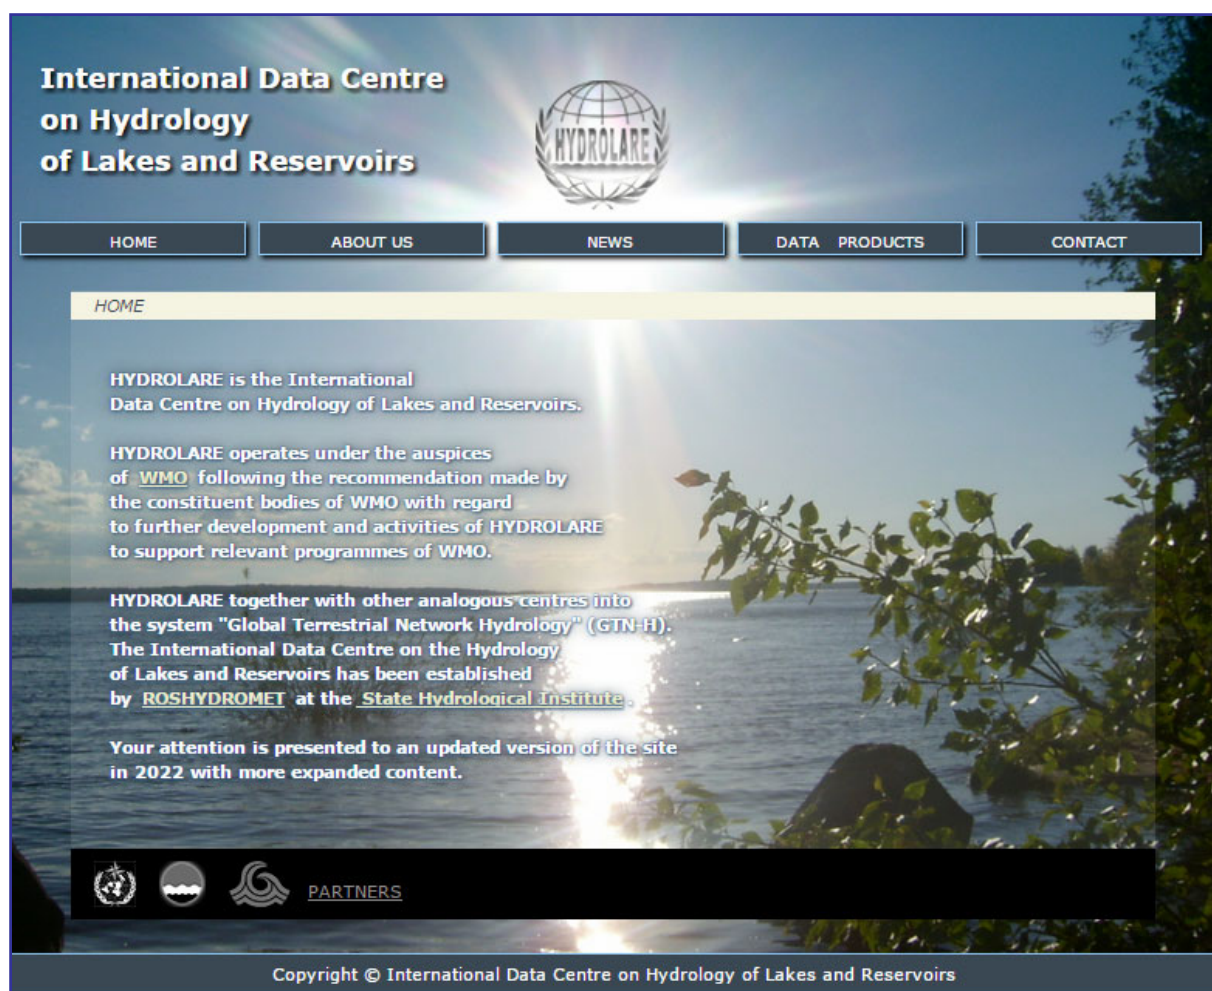 International Data Centre
on Hydrology
of Lakes and Reservoirs
HYDROLARE
HOME
ABOUT US
NEWS
DATA PRODUCTS
CONTACT
HOME
HYDROLARE is the International
Data Centre on Hydrology of Lakes and Reservoirs.
HYDROLARE operates under the auspices
of WMO following the recommendation made by
the constituent bodies of WMO with regard
to further development and activities of HYDROLARE
to support relevant programmes of WMO.
HYDROLARE together with other analogous centres into
the system "Global Terrestrial Network Hydrology" (GTN-H).
The International Data Centre on the Hydrology
of Lakes and Reservoirs has been established
by ROSHYDROMET at the State Hydrological Institute .
Your attention is presented to an updated version of the site
in 2022 with more expanded content.
PARTNERS
Copyright © International Data Centre on Hydrology of Lakes and Reservoirs